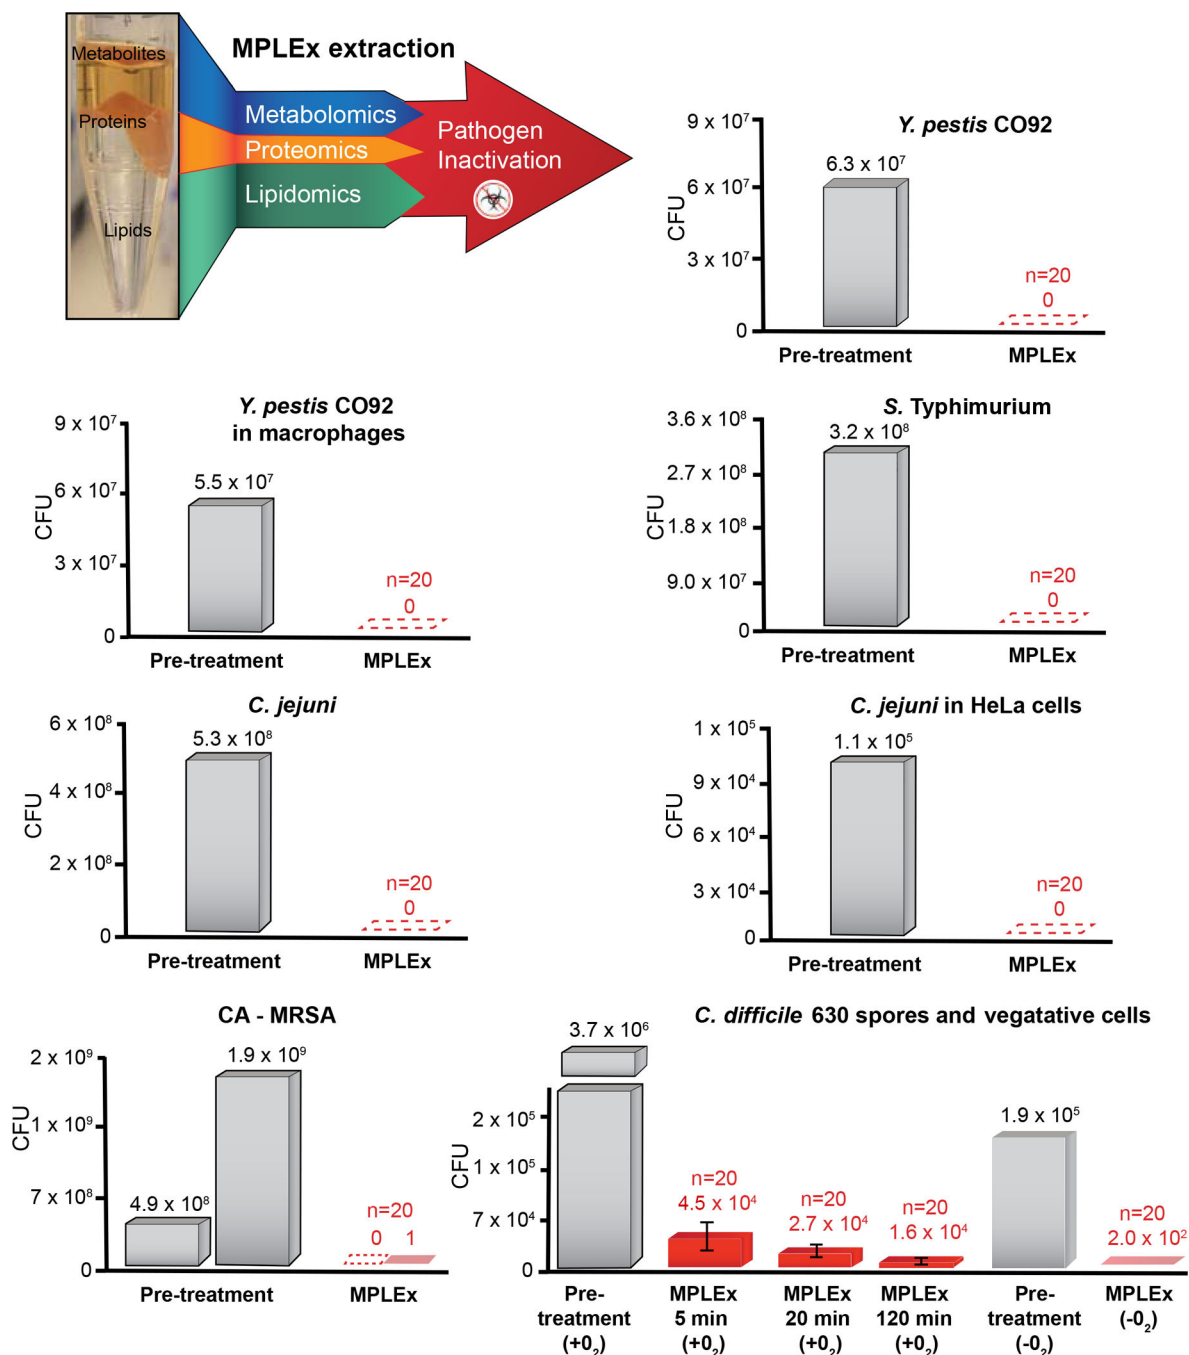 MPLEx extraction
Metabolites
Proteins
Lipids
Metabolomics
Proteomics
Lipidomics
Pathogen
Inactivation
Y. pestis CO92
CFU
9 x 10⁷
6 x 10⁷
3 x 10⁷
0
6.3 x 10⁷
n=20
0
Pre-treatment
MPLEx
Y. pestis CO92
in macrophages
CFU
9 x 10⁷
6 x 10⁷
3 x 10⁷
0
5.5 x 10⁷
n=20
0
Pre-treatment
MPLEx
S. Typhimurium
CFU
3.6 x 10⁸
2.7 x 10⁸
1.8 x 10⁸
9.0 x 10⁷
0
3.2 x 10⁸
n=20
0
Pre-treatment
MPLEx
C. jejuni
CFU
6 x 10⁸
4 x 10⁸
2 x 10⁸
0
5.3 x 10⁸
n=20
0
Pre-treatment
MPLEx
C. jejuni in HeLa cells
CFU
1 x 10⁵
9 x 10⁴
6 x 10⁴
3 x 10⁴
0
1.1 x 10⁵
n=20
0
Pre-treatment
MPLEx
CA - MRSA
CFU
2 x 10⁹
1 x 10⁹
7 x 10⁸
0
4.9 x 10⁸
1.9 x 10⁹
n=20
0 1
Pre-treatment
MPLEx
C. difficile 630 spores and vegatative cells
CFU
2 x 10⁵
1 x 10⁵
7 x 10⁴
0
3.7 x 10⁶
n=20
4.5 x 10⁴
n=20
2.7 x 10⁴
n=20
1.6 x 10⁴
1.9 x 10⁵
n=20
2.0 x 10²
Pre-
treatment
(+0₂)
MPLEx
5 min
(+0₂)
MPLEx
20 min
(+0₂)
MPLEx
120 min
(+0₂)
Pre-
treatment
(-0₂)
MPLEx
(-0₂)